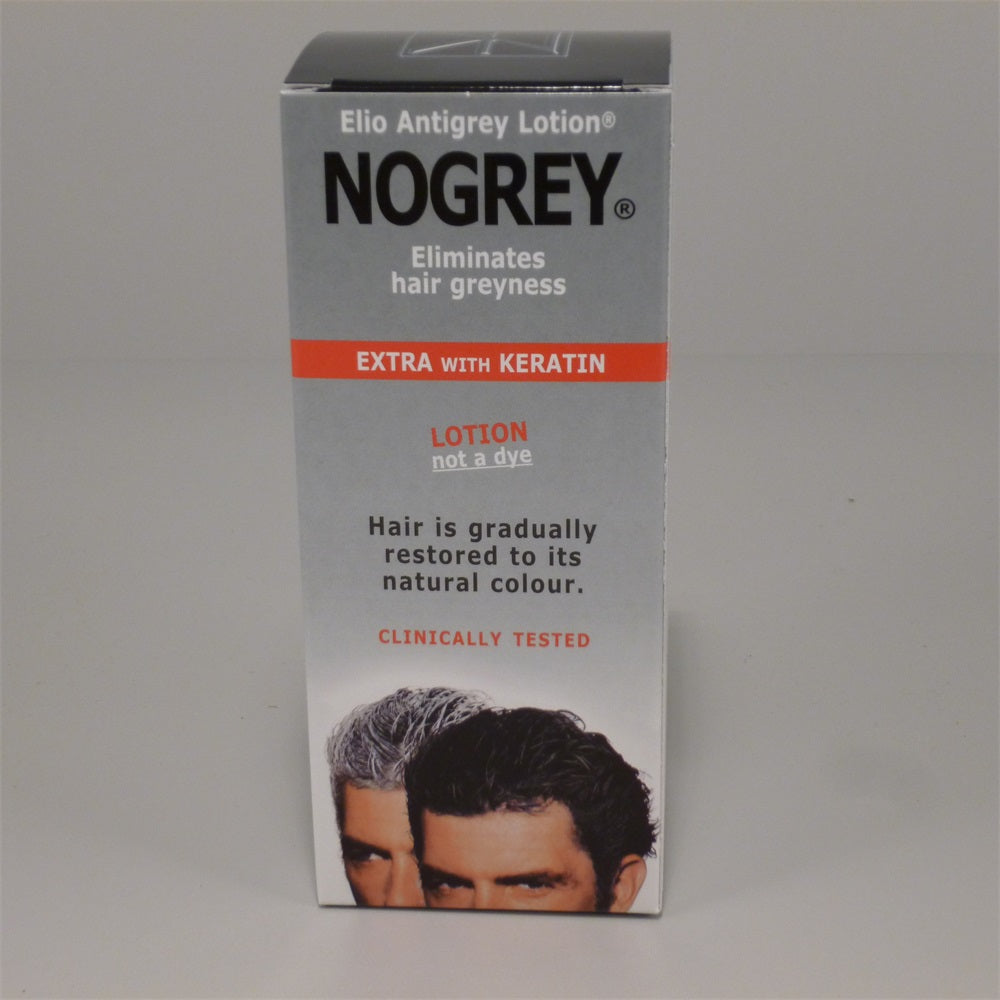 Elio Antigrey Lotion®
NOGREY®
Eliminates
hair greyness
EXTRA WITH KERATIN
LOTION
not a dye
Hair is gradually
restored to its
natural colour.
CLINICALLY TESTED